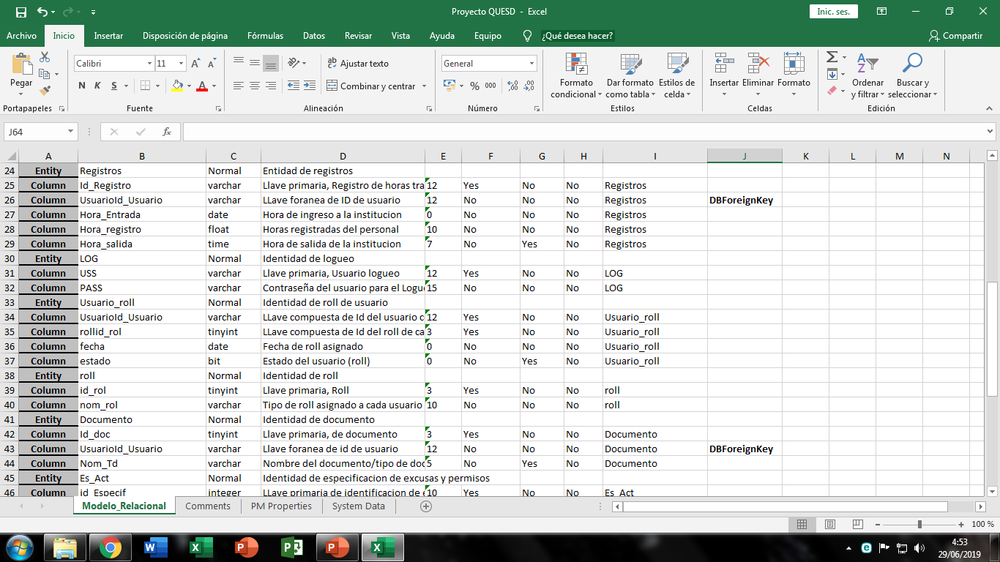 Proyecto QUESD - Excel
Inic. ses.
Archivo Inicio Insertar Disposición de página Fórmulas Datos Revisar Vista Ayuda Equipo ¿Qué desea hacer? Compartir
Pegar Calibri 11 Ajustar texto General Formato condicional Dar formato como tabla Estilos de celda Insertar Eliminar Formato Ordenar y filtrar Buscar y seleccionar
N K S Combinar y centrar % 000
Portapapeles Fuente Alineación Número Estilos Celdas Edición
J64 fx
A B C D E F G H I J K L M N
24 Entity Registros Normal Entidad de registros
25 Column Id_Registro varchar Llave primaria, Registro de horas tra 12 Yes No No Registros
26 Column UsuarioId_Usuario varchar LLave foranea de ID de usuario 12 No No No Registros DBForeignKey
27 Column Hora_Entrada date Hora de ingreso a la institucion 0 No No No Registros
28 Column Hora_registro float Horas registradas del personal 10 No No No Registros
29 Column Hora_salida time Hora de salida de la institucion 7 No Yes No Registros
30 Entity LOG Normal Identidad de logueo
31 Column USS varchar Llave primaria, Usuario logueo 12 Yes No No LOG
32 Column PASS varchar Contraseña del usuario para el Logu 15 No No No LOG
33 Entity Usuario_roll Normal Identidad de roll de usuario
34 Column UsuarioId_Usuario varchar LLave compuesta de Id del usuario c 12 Yes No No Usuario_roll
35 Column rollid_rol tinyint LLave compuesta de Id del roll de ca 3 Yes No No Usuario_roll
36 Column fecha date Fecha de roll asignado 0 No No No Usuario_roll
37 Column estado bit Estado del usuario (roll) 0 No Yes No Usuario_roll
38 Entity roll Normal Identidad de roll
39 Column id_rol tinyint Llave primaria, Roll 3 Yes No No roll
40 Column nom_rol varchar Tipo de roll asignado a cada usuario 10 No No No roll
41 Entity Documento Normal Identidad de documento
42 Column Id_doc tinyint Llave primaria, de documento 3 Yes No No Documento
43 Column UsuarioId_Usuario varchar Llave foranea de id de usuario 12 No No No Documento DBForeignKey
44 Column Nom_Td varchar Nombre del documento/tipo de doc 5 No Yes No Documento
45 Entity Es_Act Normal Identidad de especificacion de excusas y permisos
46 Column id_Especif integer LLave primaria de identificacion de e 10 Yes No No Es_Act
Modelo_Relacional Comments PM Properties System Data
100 %
4:53
29/06/2019